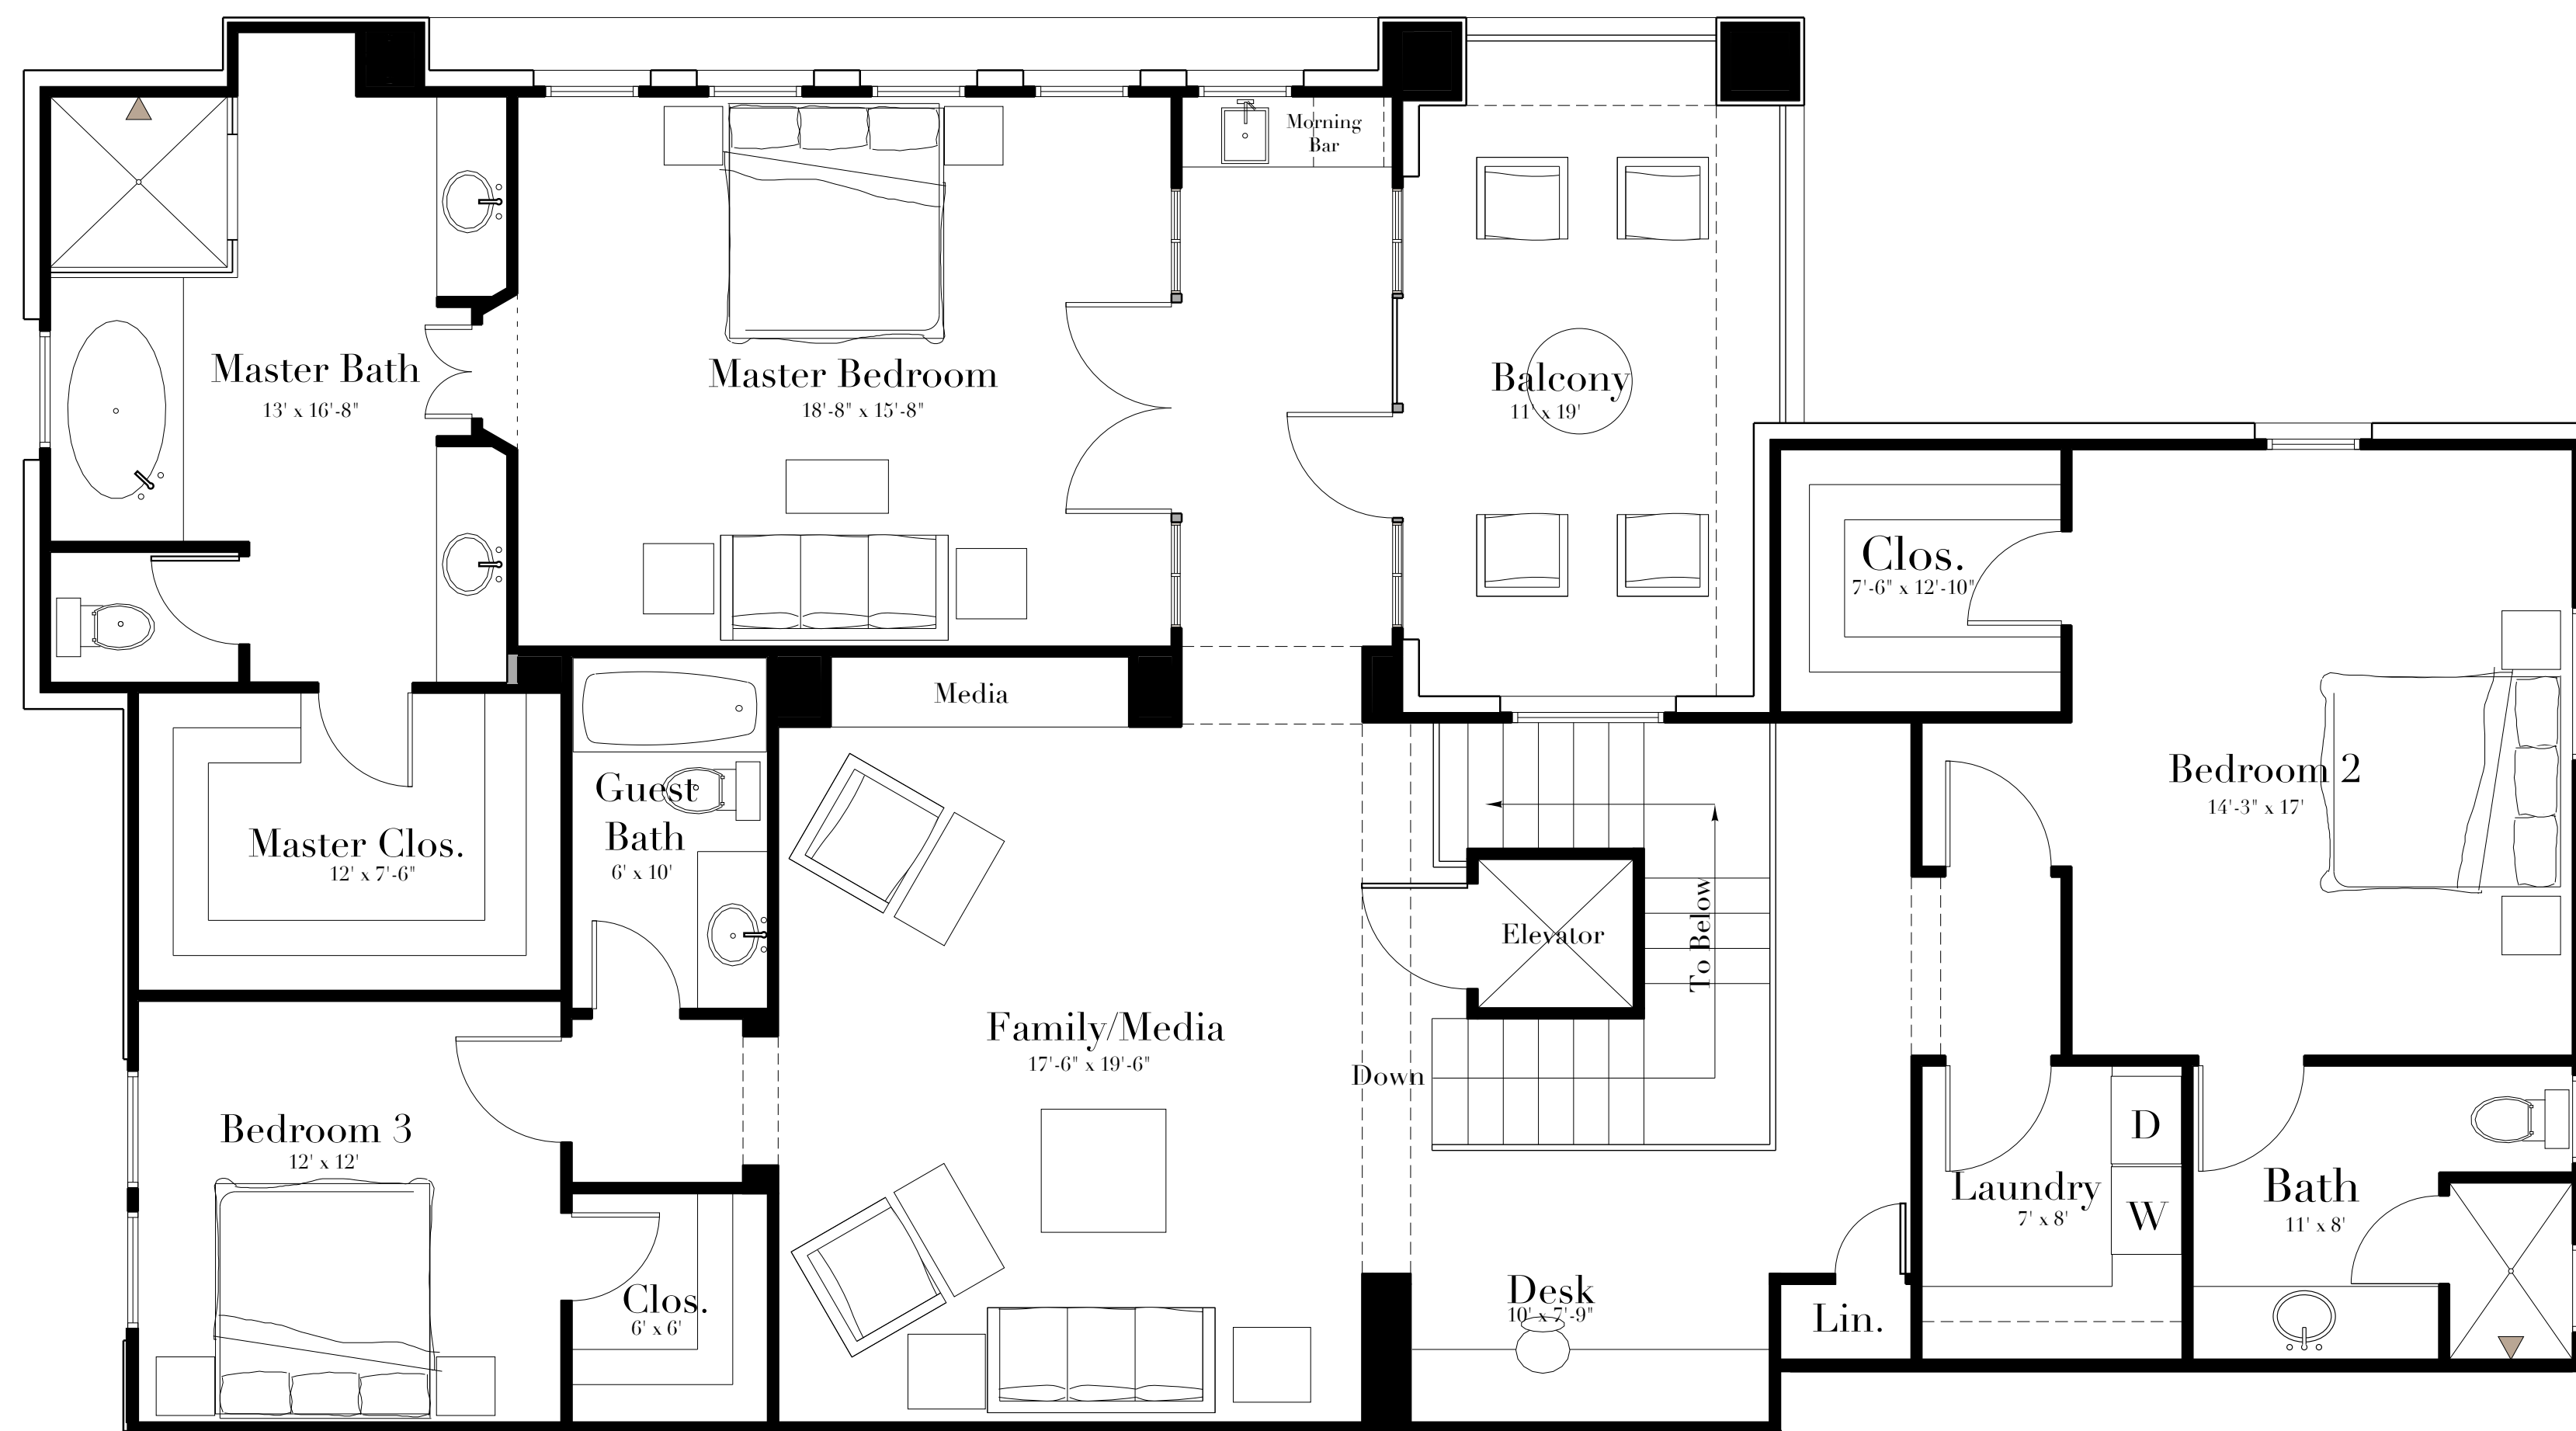 Morning
Bar
Master Bath
13' x 16'-8"
Master Bedroom
18'-8" x 15'-8"
Balcony
11' x 19'
Clos.
7'-6" x 12'-10"
Media
Guest
Bath
6' x 10'
Master Clos.
12' x 7'-6"
Bedroom 2
14'-3" x 17'
Elevator
To Below
Family/Media
17'-6" x 19'-6"
Down
Bedroom 3
12' x 12'
D
W
Laundry
7' x 8'
Bath
11' x 8'
Clos.
6' x 6'
Desk
10' x 7'-9"
Lin.